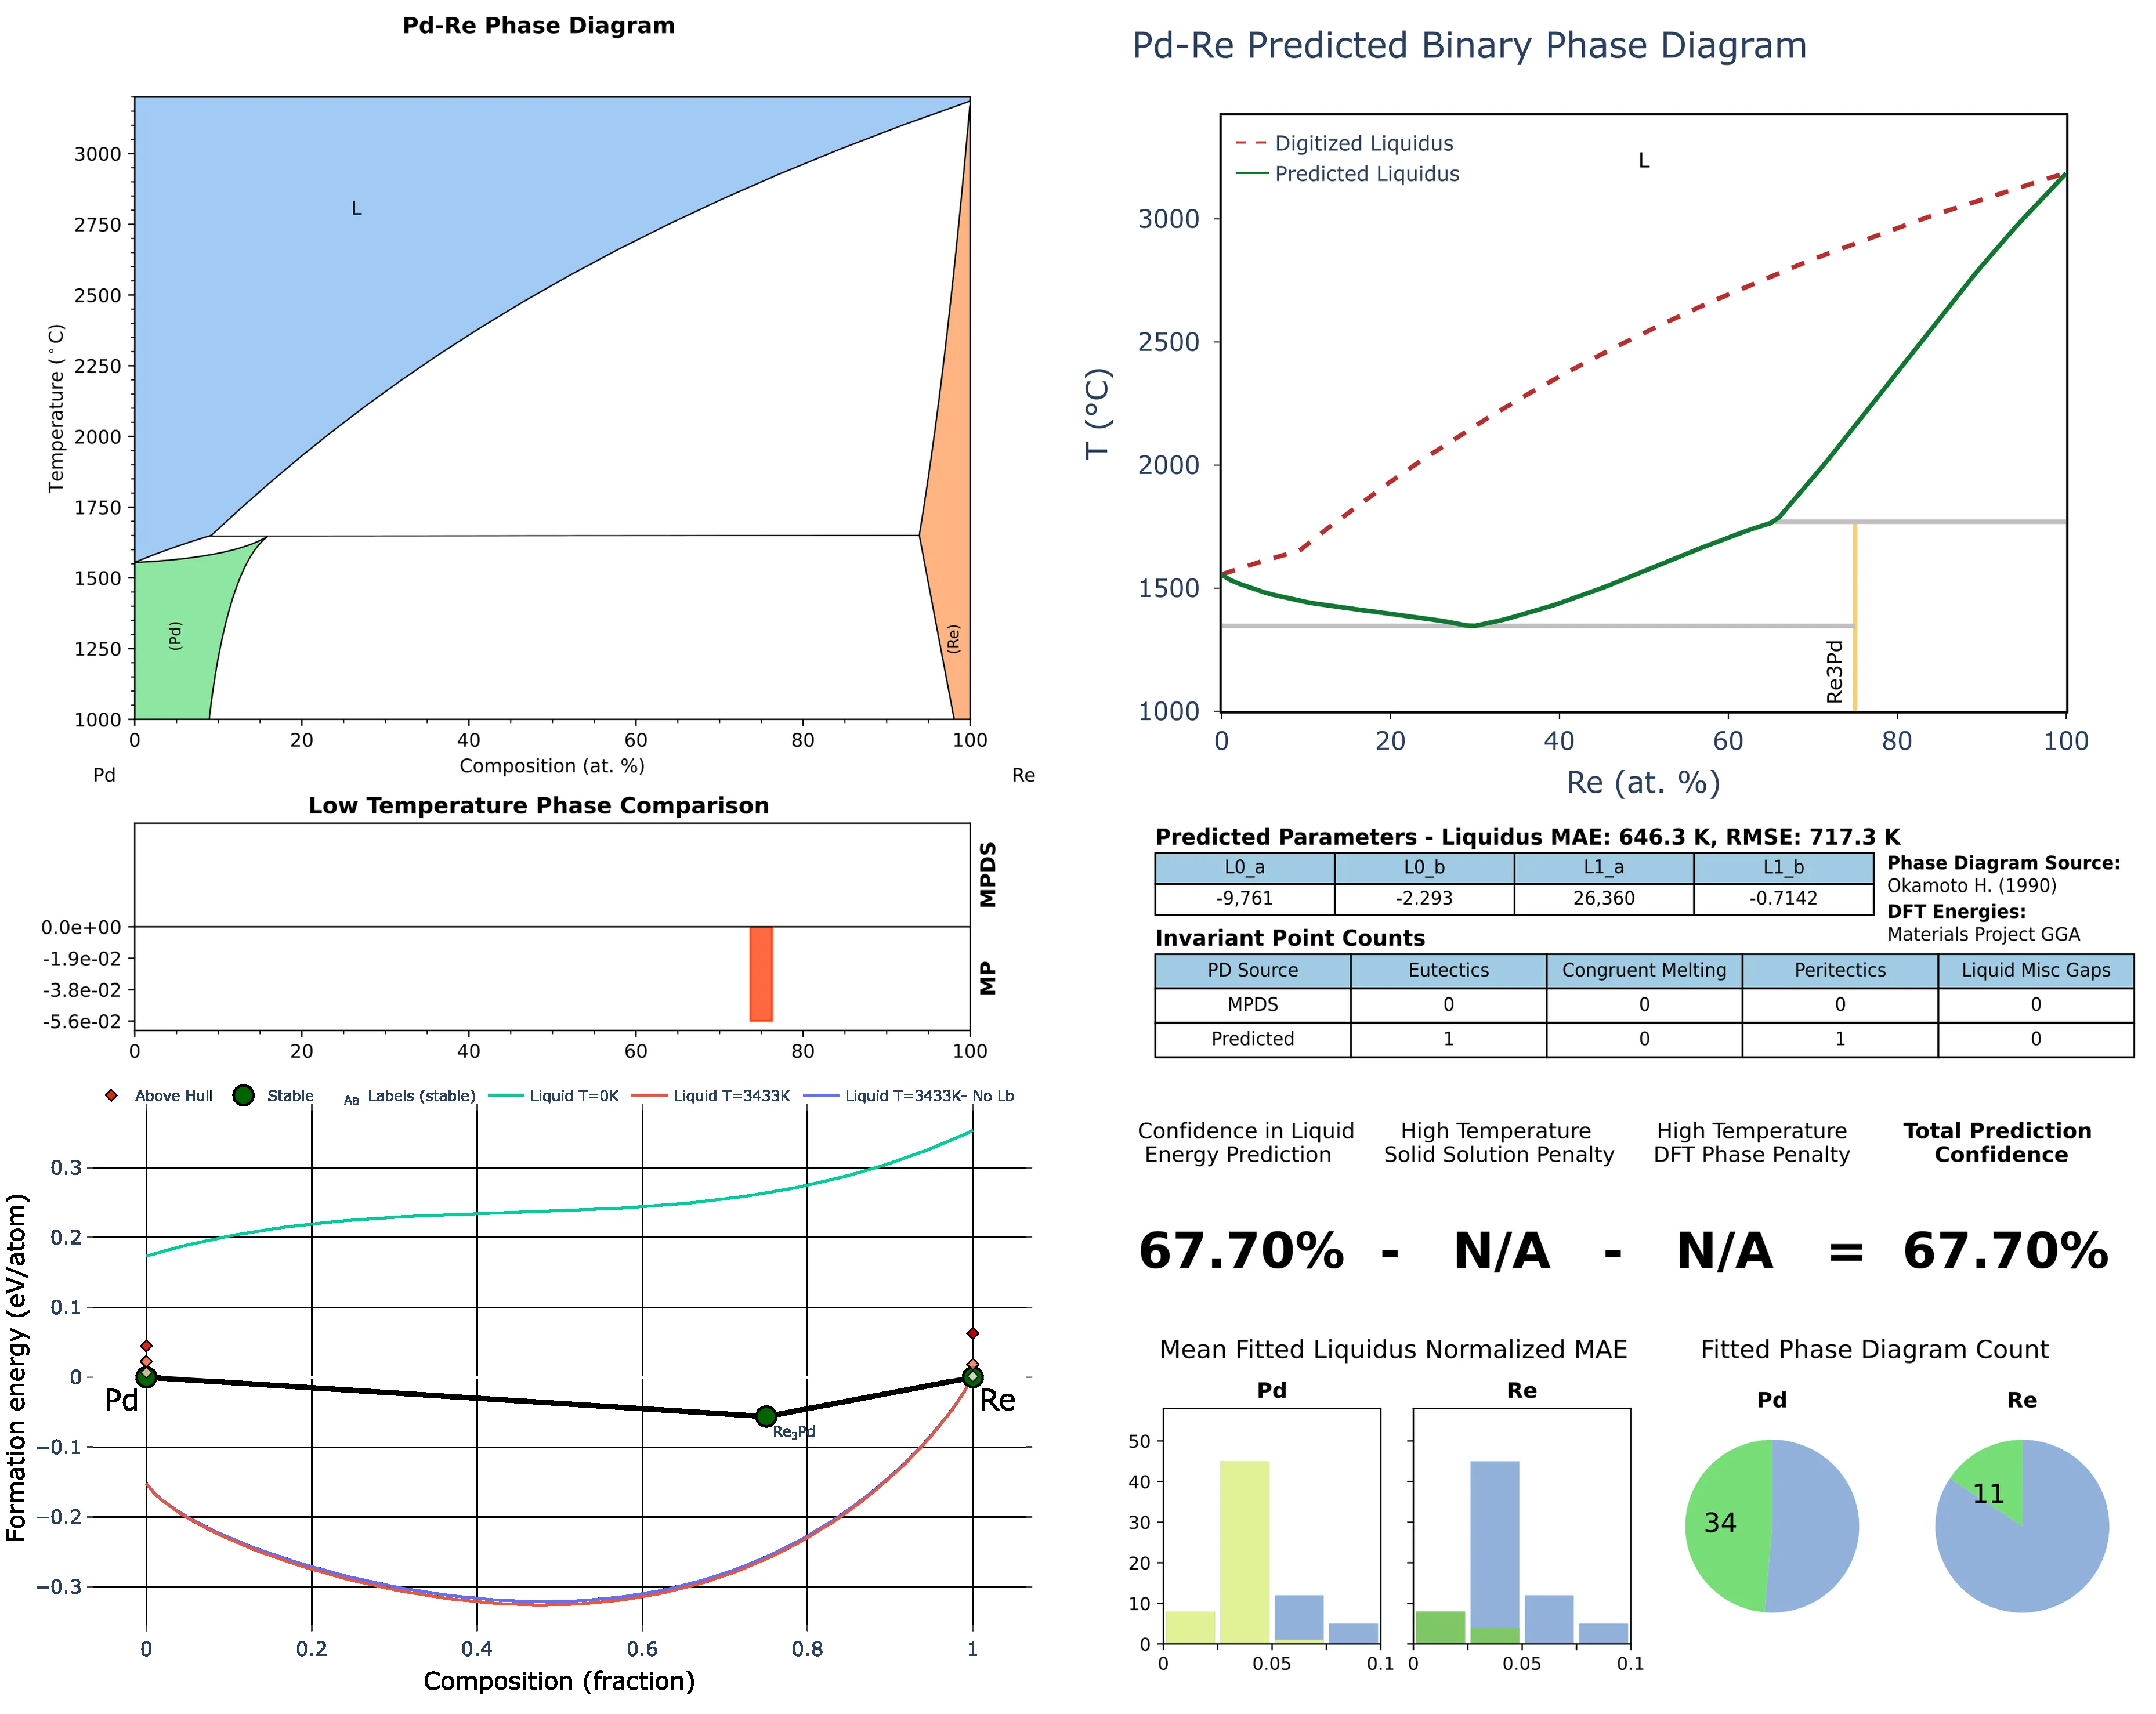 Pd-Re Phase Diagram
3000
2750
2500
2250
2000
1750
1500
1250
1000
Temperature (°C)
L
(Pd)
(Re)
0 20 40 60 80 100
Pd Composition (at. %) Re
Low Temperature Phase Comparison
0.0e+00
-1.9e-02
-3.8e-02
-5.6e-02
MPDS
MP
0 20 40 60 80 100
Above Hull Stable Aa Labels (stable) Liquid T=0K Liquid T=3433K Liquid T=3433K- No Lb
0.3
0.2
0.1
0
−0.1
−0.2
−0.3
Formation energy (eV/atom)
Pd
Re
Re3Pd
0 0.2 0.4 0.6 0.8 1
Composition (fraction)
Pd-Re Predicted Binary Phase Diagram
Digitized Liquidus
Predicted Liquidus
L
3000
2500
2000
1500
1000
T (°C)
Re3Pd
0 20 40 60 80 100
Re (at. %)
Predicted Parameters - Liquidus MAE: 646.3 K, RMSE: 717.3 K
L0_a L0_b L1_a L1_b
-9,761 -2.293 26,360 -0.7142
Phase Diagram Source:
Okamoto H. (1990)
DFT Energies:
Materials Project GGA
Invariant Point Counts
PD Source Eutectics Congruent Melting Peritectics Liquid Misc Gaps
MPDS 0 0 0 0
Predicted 1 0 1 0
Confidence in Liquid
Energy Prediction
High Temperature
Solid Solution Penalty
High Temperature
DFT Phase Penalty
Total Prediction
Confidence
67.70% - N/A - N/A = 67.70%
Mean Fitted Liquidus Normalized MAE
Pd
Re
50
40
30
20
10
0
0 0.05 0.1
0 0.05 0.1
Fitted Phase Diagram Count
Pd
Re
34
11